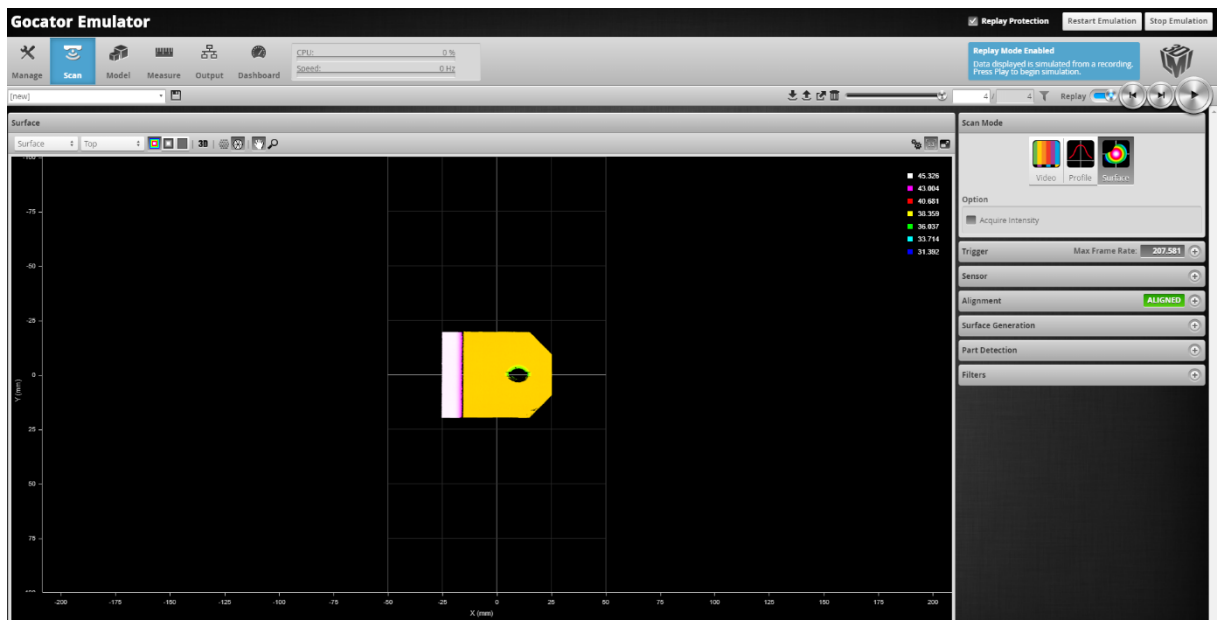 Gocator Emulator
Replay Protection
Restart Emulation
Stop Emulation
Manage
Scan
Model
Measure
Output
Dashboard
CPU: 0 %
Speed: 0 Hz
Replay Mode Enabled
Data displayed is simulated from a recording.
Press Play to begin simulation.
[new]
4 / 4
Replay
Surface
Surface
Top
3D
45.326
43.004
40.681
38.359
36.037
33.714
31.392
-100
-75
-50
-25
0
25
50
75
Y (mm)
-200 -175 -150 -125 -100 -75 -50 -25 0 25 50 75 100 125 150 175 200
X (mm)
Scan Mode
Video
Profile
Surface
Option
Acquire Intensity
Trigger
Max Frame Rate: 207.581
Sensor
Alignment
ALIGNED
Surface Generation
Part Detection
Filters